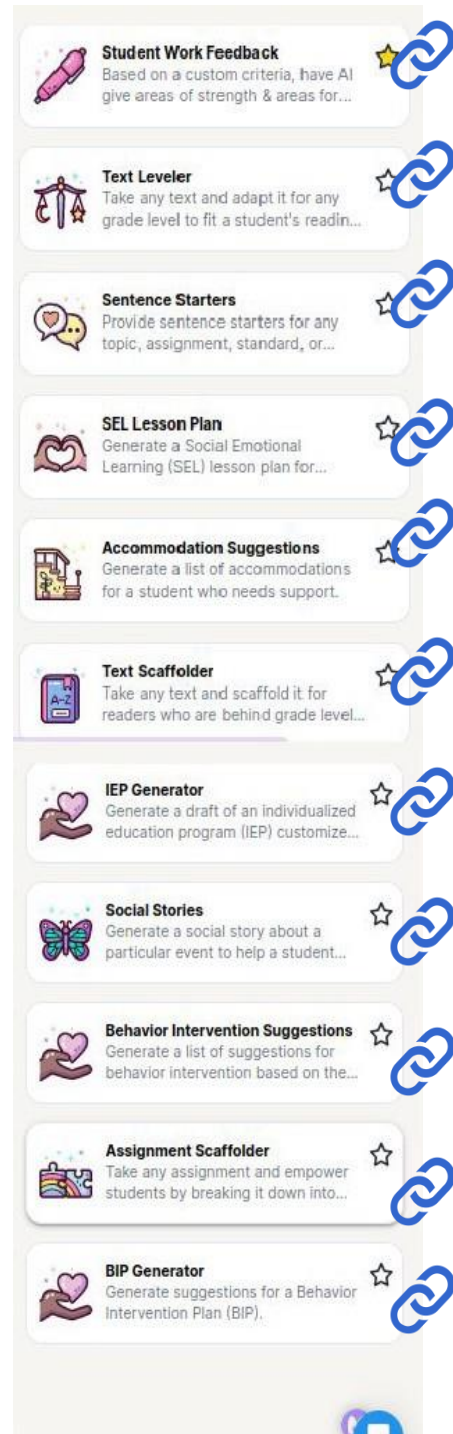 Student Work Feedback
Based on a custom criteria, have AI
give areas of strength & areas for...
Text Leveler
Take any text and adapt it for any
grade level to fit a student's readin...
Sentence Starters
Provide sentence starters for any
topic, assignment, standard, or...
SEL Lesson Plan
Generate a Social Emotional
Learning (SEL) lesson plan for...
Accommodation Suggestions
Generate a list of accommodations
for a student who needs support.
Text Scaffolder
Take any text and scaffold it for
readers who are behind grade level...
A-Z
IEP Generator
Generate a draft of an individualized
education program (IEP) customize...
Social Stories
Generate a social story about a
particular event to help a student...
Behavior Intervention Suggestions
Generate a list of suggestions for
behavior intervention based on the...
Assignment Scaffolder
Take any assignment and empower
students by breaking it down into...
BIP Generator
Generate suggestions for a Behavior
Intervention Plan (BIP).